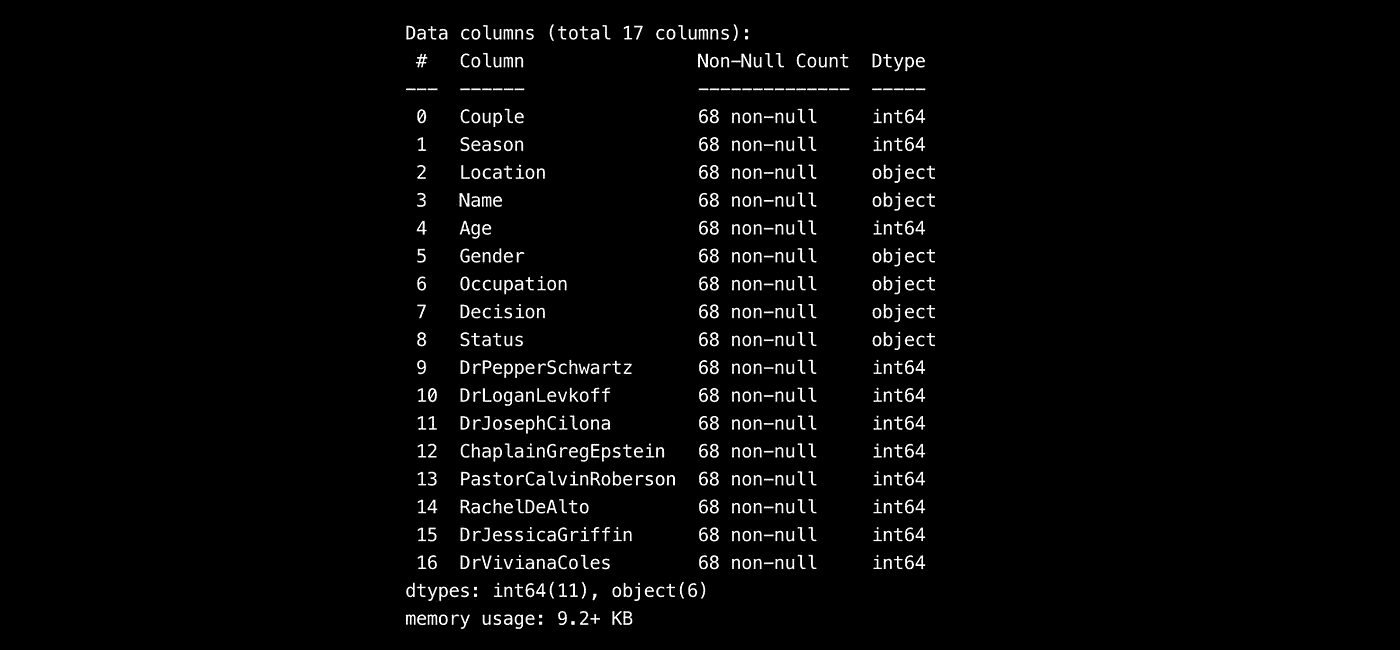 Data columns (total 17 columns):
 #   Column                Non-Null Count  Dtype
---  ------                --------------  -----
 0   Couple                68 non-null     int64
 1   Season                68 non-null     int64
 2   Location              68 non-null     object
 3   Name                  68 non-null     object
 4   Age                   68 non-null     int64
 5   Gender                68 non-null     object
 6   Occupation            68 non-null     object
 7   Decision              68 non-null     object
 8   Status                68 non-null     object
 9   DrPepperSchwartz      68 non-null     int64
 10  DrLoganLevkoff        68 non-null     int64
 11  DrJosephCilona        68 non-null     int64
 12  ChaplainGregEpstein   68 non-null     int64
 13  PastorCalvinRoberson  68 non-null     int64
 14  RachelDeAlto          68 non-null     int64
 15  DrJessicaGriffin      68 non-null     int64
 16  DrVivianaColes        68 non-null     int64
dtypes: int64(11), object(6)
memory usage: 9.2+ KB